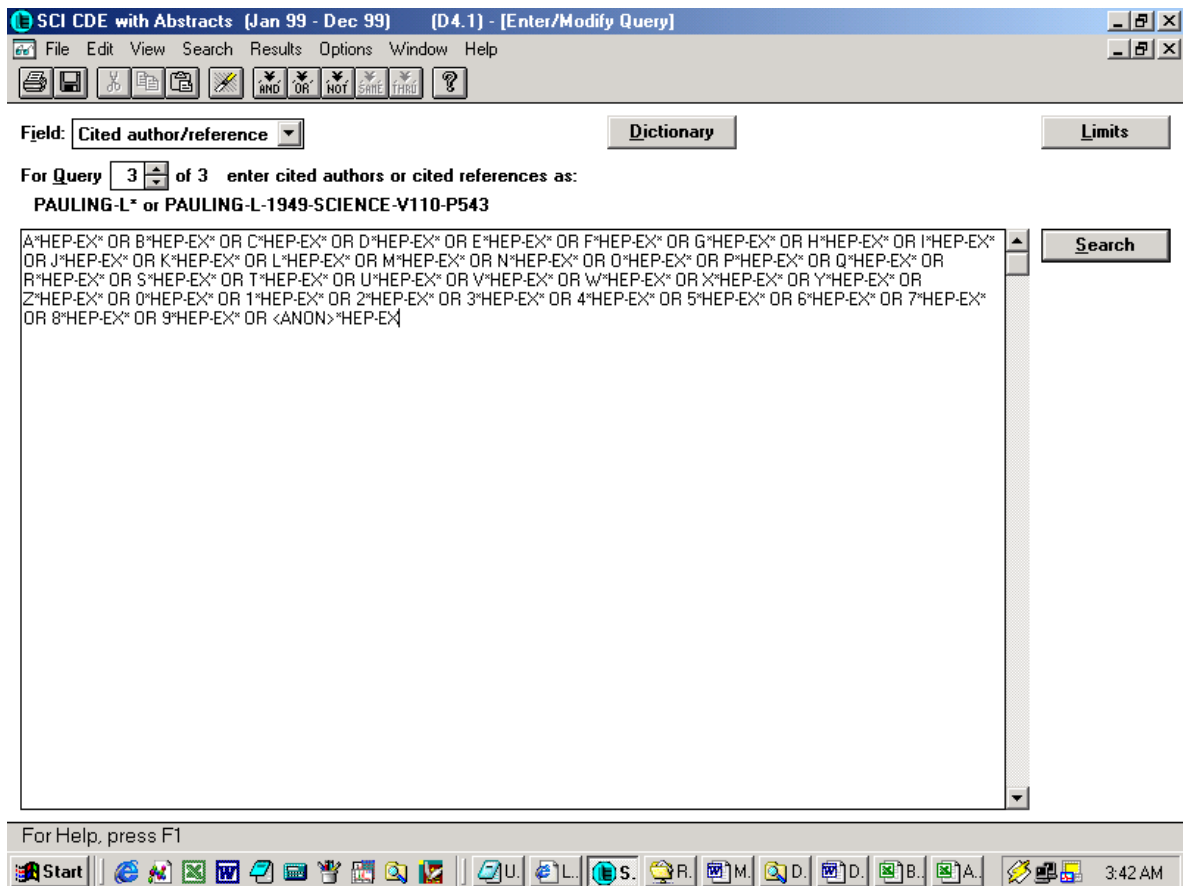 SCI CDE with Abstracts (Jan 99 - Dec 99) (D4.1) - [Enter/Modify Query]
File Edit View Search Results Options Window Help
AND OR NOT SAME THRU ?
Field: Cited author/reference Dictionary Limits
For Query 3 of 3 enter cited authors or cited references as:
PAULING-L* or PAULING-L-1949-SCIENCE-V110-P543
A*HEP-EX* OR B*HEP-EX* OR C*HEP-EX* OR D*HEP-EX* OR E*HEP-EX* OR F*HEP-EX* OR G*HEP-EX* OR H*HEP-EX* OR I*HEP-EX*
OR J*HEP-EX* OR K*HEP-EX* OR L*HEP-EX* OR M*HEP-EX* OR N*HEP-EX* OR O*HEP-EX* OR P*HEP-EX* OR Q*HEP-EX* OR
R*HEP-EX* OR S*HEP-EX* OR T*HEP-EX* OR U*HEP-EX* OR V*HEP-EX* OR W*HEP-EX* OR X*HEP-EX* OR Y*HEP-EX* OR
Z*HEP-EX* OR 0*HEP-EX* OR 1*HEP-EX* OR 2*HEP-EX* OR 3*HEP-EX* OR 4*HEP-EX* OR 5*HEP-EX* OR 6*HEP-EX* OR 7*HEP-EX*
OR 8*HEP-EX* OR 9*HEP-EX* OR <ANON>*HEP-EX
Search
For Help, press F1
Start U. L.. S. R. M. D. D. B.. A. 3:42 AM